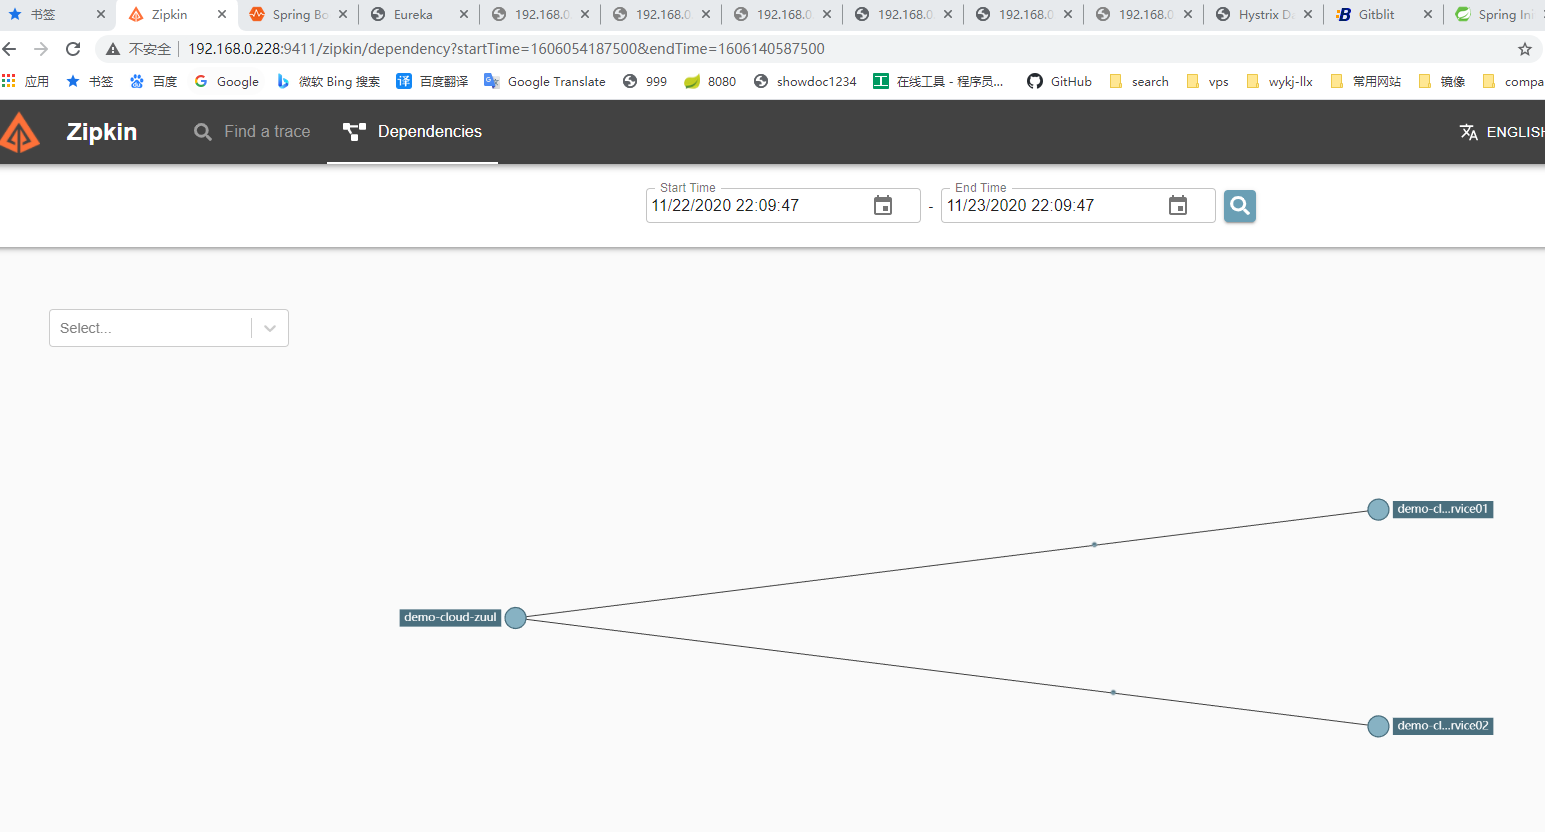 书签 Zipkin Spring Bo Eureka 192.168.0 192.168.0 192.168.0 192.168.0 192.168.0 192.168.0 Hystrix D Gitblit Spring Ini
不安全 192.168.0.228:9411/zipkin/dependency?startTime=1606054187500&endTime=1606140587500
应用 书签 百度 Google 微软 Bing 搜索 译 百度翻译 Google Translate 999 8080 showdoc1234 工 在线工具 - 程序员... GitHub search vps wykj-llx 常用网站 镜像 compa
Zipkin Find a trace Dependencies ENGLISH
Start Time End Time
11/22/2020 22:09:47 - 11/23/2020 22:09:47
Select...
demo-cl...rvice01
demo-cloud-zuul
demo-cl...rvice02